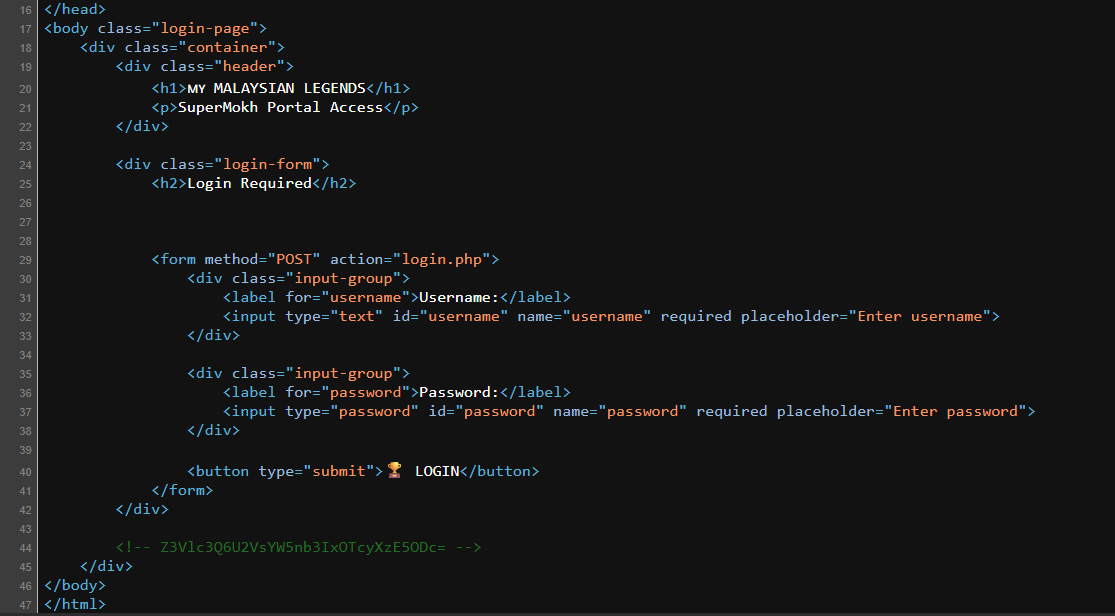 16 </head>
17 <body class="login-page">
18 <div class="container">
19 <div class="header">
20 <h1>ᴍʏ MALAYSIAN LEGENDS</h1>
21 <p>SuperMokh Portal Access</p>
22 </div>
23
24 <div class="login-form">
25 <h2>Login Required</h2>
26
27
28
29 <form method="POST" action="login.php">
30 <div class="input-group">
31 <label for="username">Username:</label>
32 <input type="text" id="username" name="username" required placeholder="Enter username">
33 </div>
34
35 <div class="input-group">
36 <label for="password">Password:</label>
37 <input type="password" id="password" name="password" required placeholder="Enter password">
38 </div>
39
40 <button type="submit">🏆 LOGIN</button>
41 </form>
42 </div>
43
44 <!-- Z3Vlc3Q6U2VsYW5nb3IxOTcyXzE5ODc= -->
45 </div>
46 </body>
47 </html>